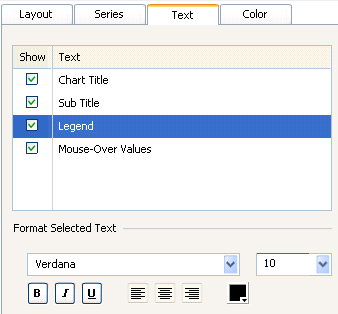 Layout Series Text Color
Show Text
Chart Title
Sub Title
Legend
Mouse-Over Values
Format Selected Text
Verdana 10
B I U